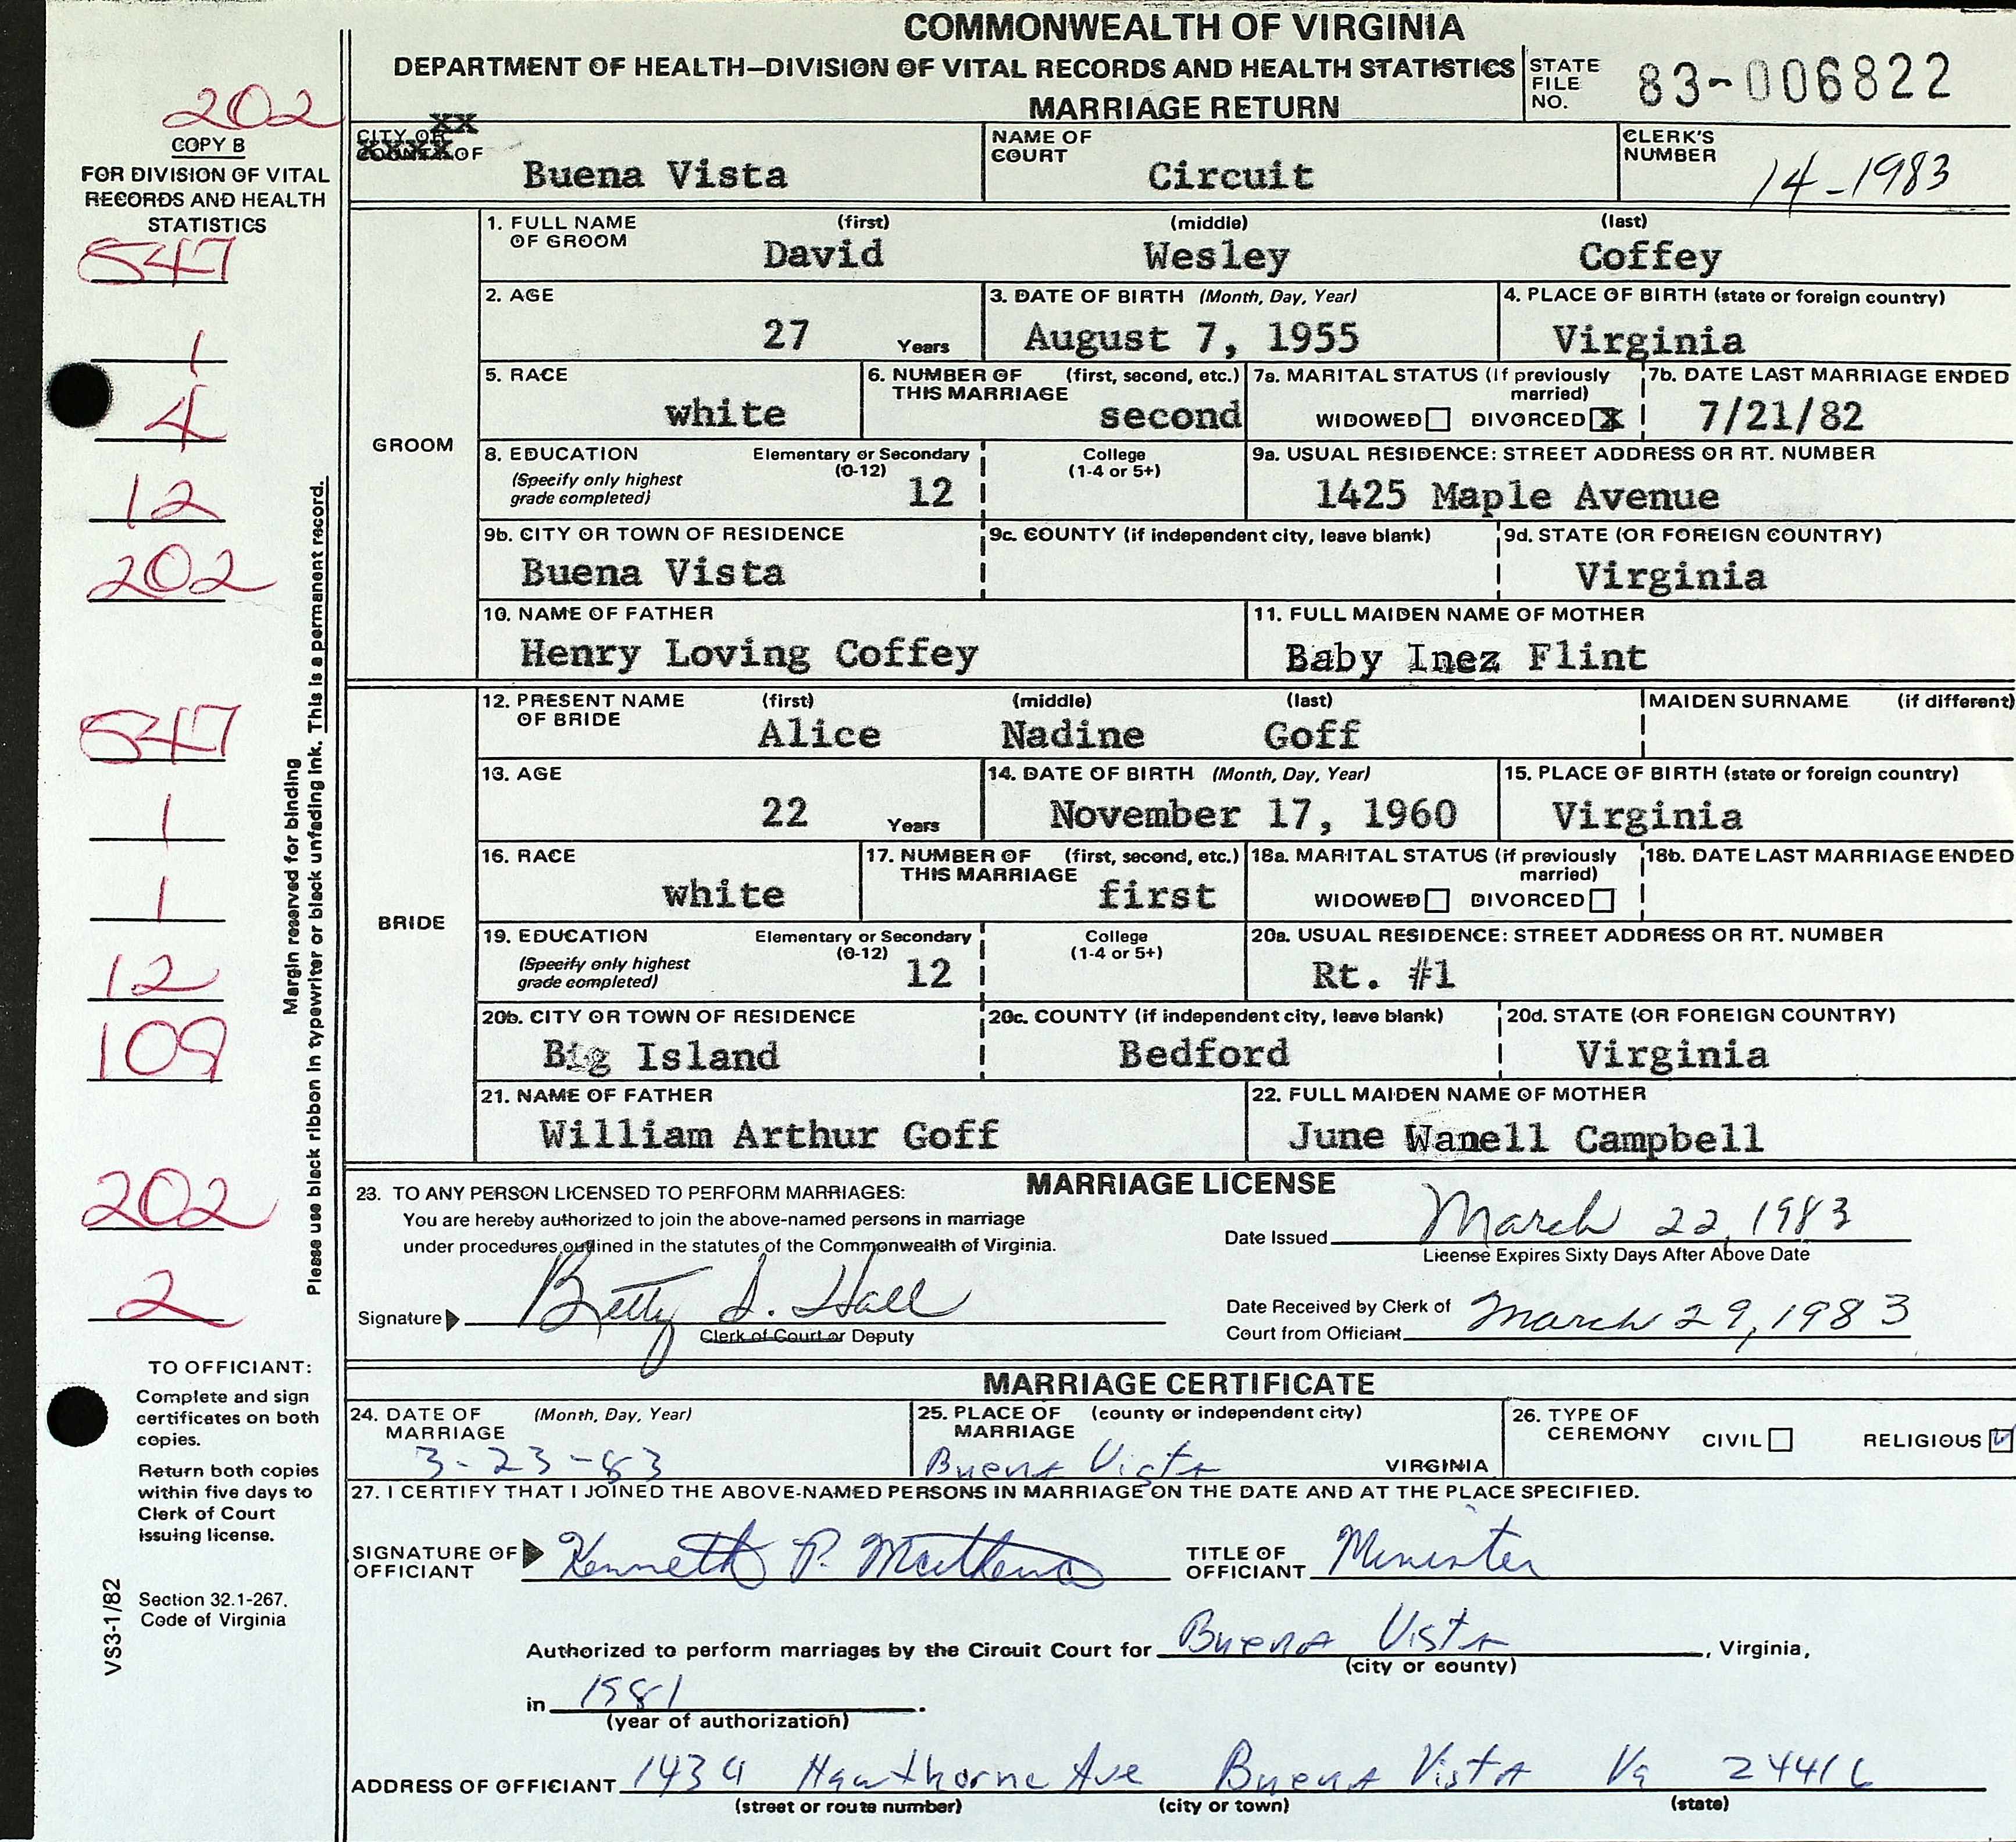 COMMONWEALTH OF VIRGINIA
DEPARTMENT OF HEALTH—DIVISION OF VITAL RECORDS AND HEALTH STATISTICS
MARRIAGE RETURN
STATE FILE NO. 83-006822
202
COPY B
FOR DIVISION OF VITAL
RECORDS AND HEALTH
STATISTICS
CITY OR XX
COUNTY OF Buena Vista
NAME OF COURT Circuit
CLERK'S NUMBER 14-1983
547
1
4
12
202
547
1
1
12
109
202
2
Margin reserved for binding
Please use black ribbon in typewriter or black unfading ink. This is a permanent record.
GROOM
1. FULL NAME OF GROOM (first) David (middle) Wesley (last) Coffey
2. AGE 27 Years
3. DATE OF BIRTH (Month, Day, Year) August 7, 1955
4. PLACE OF BIRTH (state or foreign country) Virginia
5. RACE white
6. NUMBER OF THIS MARRIAGE (first, second, etc.) second
7a. MARITAL STATUS (if previously married) WIDOWED DIVORCED X
7b. DATE LAST MARRIAGE ENDED 7/21/82
8. EDUCATION (Specify only highest grade completed) Elementary or Secondary (0-12) 12 College (1-4 or 5+)
9a. USUAL RESIDENCE: STREET ADDRESS OR RT. NUMBER 1425 Maple Avenue
9b. CITY OR TOWN OF RESIDENCE Buena Vista
9c. COUNTY (if independent city, leave blank)
9d. STATE (OR FOREIGN COUNTRY) Virginia
10. NAME OF FATHER Henry Loving Coffey
11. FULL MAIDEN NAME OF MOTHER Baby Inez Flint
BRIDE
12. PRESENT NAME OF BRIDE (first) Alice (middle) Nadine (last) Goff MAIDEN SURNAME (if different)
13. AGE 22 Years
14. DATE OF BIRTH (Month, Day, Year) November 17, 1960
15. PLACE OF BIRTH (state or foreign country) Virginia
16. RACE white
17. NUMBER OF THIS MARRIAGE (first, second, etc.) first
18a. MARITAL STATUS (if previously married) WIDOWED DIVORCED
18b. DATE LAST MARRIAGE ENDED
19. EDUCATION (Specify only highest grade completed) Elementary or Secondary (0-12) 12 College (1-4 or 5+)
20a. USUAL RESIDENCE: STREET ADDRESS OR RT. NUMBER Rt. #1
20b. CITY OR TOWN OF RESIDENCE Big Island
20c. COUNTY (if independent city, leave blank) Bedford
20d. STATE (OR FOREIGN COUNTRY) Virginia
21. NAME OF FATHER William Arthur Goff
22. FULL MAIDEN NAME OF MOTHER June Wanell Campbell
MARRIAGE LICENSE
23. TO ANY PERSON LICENSED TO PERFORM MARRIAGES:
You are hereby authorized to join the above-named persons in marriage
under procedures outlined in the statutes of the Commonwealth of Virginia.
Date Issued March 22, 1983
License Expires Sixty Days After Above Date
Signature Betty S. Hall
Clerk of Court or Deputy
Date Received by Clerk of
Court from Officiant March 29, 1983
MARRIAGE CERTIFICATE
24. DATE OF MARRIAGE (Month, Day, Year) 3-23-83
25. PLACE OF MARRIAGE (county or independent city) Buena Vista VIRGINIA
26. TYPE OF CEREMONY CIVIL RELIGIOUS
27. I CERTIFY THAT I JOINED THE ABOVE-NAMED PERSONS IN MARRIAGE ON THE DATE AND AT THE PLACE SPECIFIED.
SIGNATURE OF OFFICIANT Kenneth P.
TITLE OF OFFICIANT Minister
Authorized to perform marriages by the Circuit Court for Buena Vista, Virginia,
(city or county)
in 1981.
(year of authorization)
ADDRESS OF OFFICIANT Hawthorne Ave Buena Vista Va 24416
(street or route number) (city or town) (state)
TO OFFICIANT:
Complete and sign
certificates on both
copies.
Return both copies
within five days to
Clerk of Court
issuing license.
Section 32.1-267,
Code of Virginia
VS3-1/82